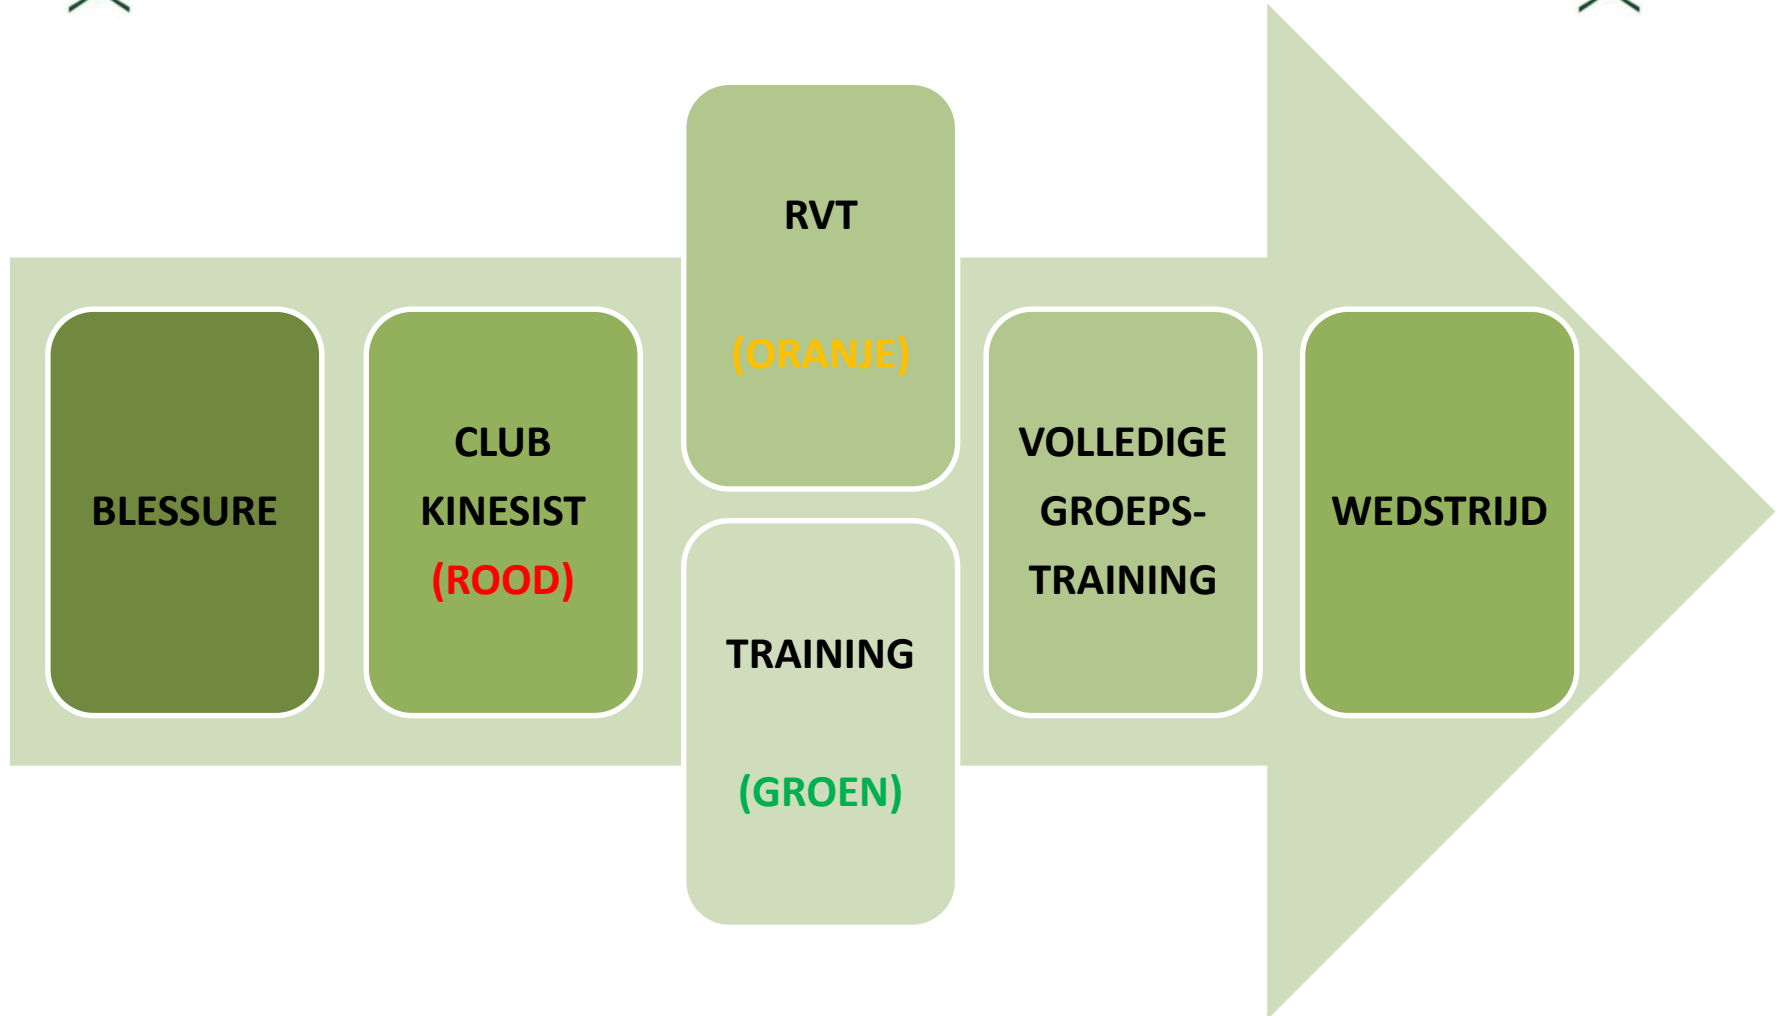 BLESSURE
CLUB
KINESIST
(ROOD)
RVT
(ORANJE)
TRAINING
(GROEN)
VOLLEDIGE
GROEPS-
TRAINING
WEDSTRIJD